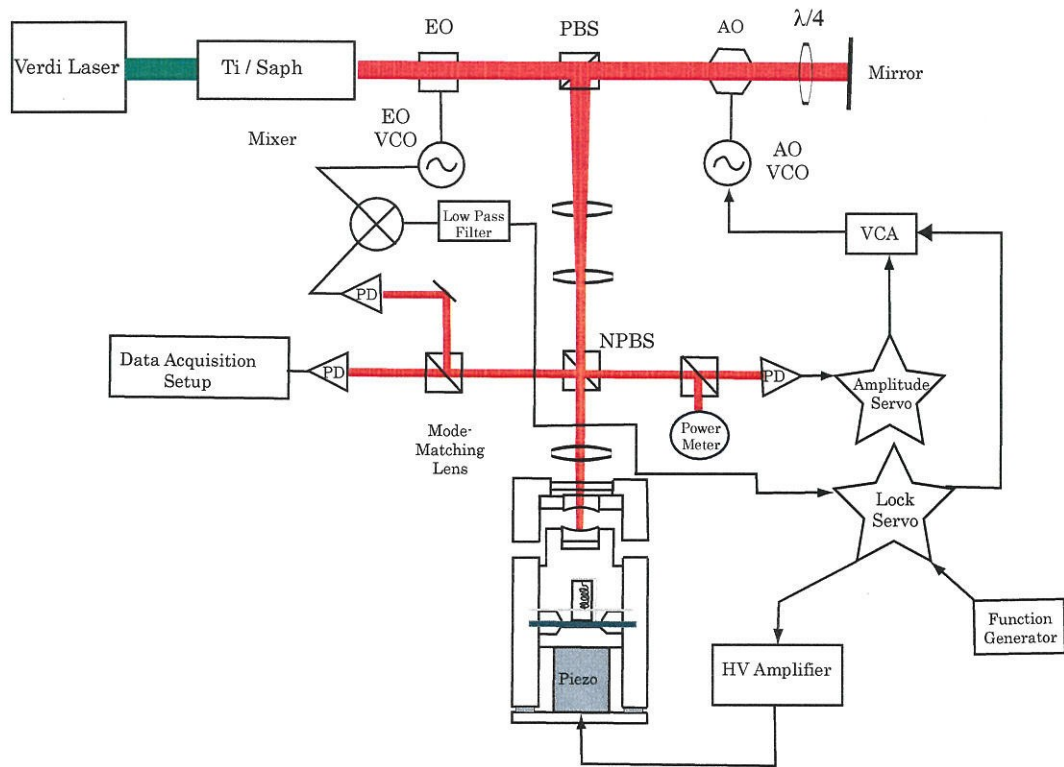 EO
PBS
AO
λ/4
Verdi Laser
Ti / Saph
Mirror
EO
VCO
Mixer
AO
VCO
Low Pass
Filter
VCA
PD
NPBS
Data Acquisition
Setup
PD
PD
Amplitude
Servo
Power
Meter
Mode-
Matching
Lens
Lock
Servo
Function
Generator
HV Amplifier
Piezo